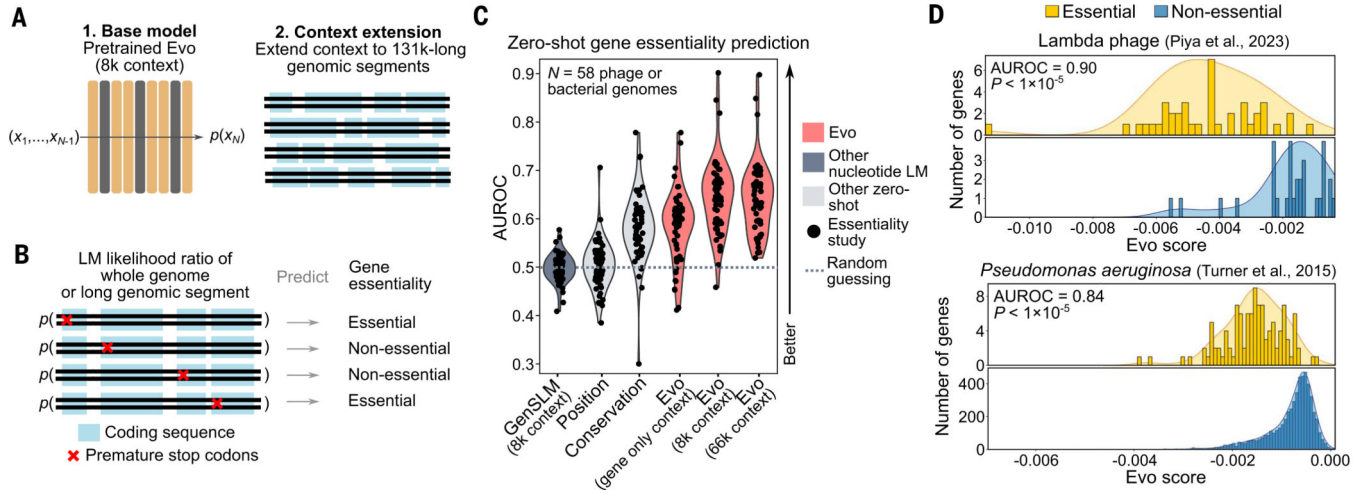 A
1. Base model
Pretrained Evo
(8k context)
(x1,...,xN-1)
p(xN)
2. Context extension
Extend context to 131k-long
genomic segments
B
LM likelihood ratio of
whole genome
or long genomic segment
Predict
Gene
essentiality
p( ) Essential
p( ) Non-essential
p( ) Non-essential
p( ) Essential
Coding sequence
Premature stop codons
C
Zero-shot gene essentiality prediction
N = 58 phage or
bacterial genomes
AUROC
0.9
0.8
0.7
0.6
0.5
0.4
0.3
GenSLM
(8k context)
Position
Conservation
Evo
(gene only context)
Evo
(8k context)
Evo
(66k context)
Better
Evo
Other
nucleotide LM
Other zero-
shot
Essentiality
study
Random
guessing
D
Essential
Non-essential
Lambda phage (Piya et al., 2023)
AUROC = 0.90
P < 1×10-5
Number of genes
6
4
2
0
4
3
2
1
0
-0.010
-0.006
-0.002
Evo score
Pseudomonas aeruginosa (Turner et al., 2015)
AUROC = 0.84
P < 1×10-5
Number of genes
8
4
0
400
200
0
-0.006
-0.002
0.000
Evo score